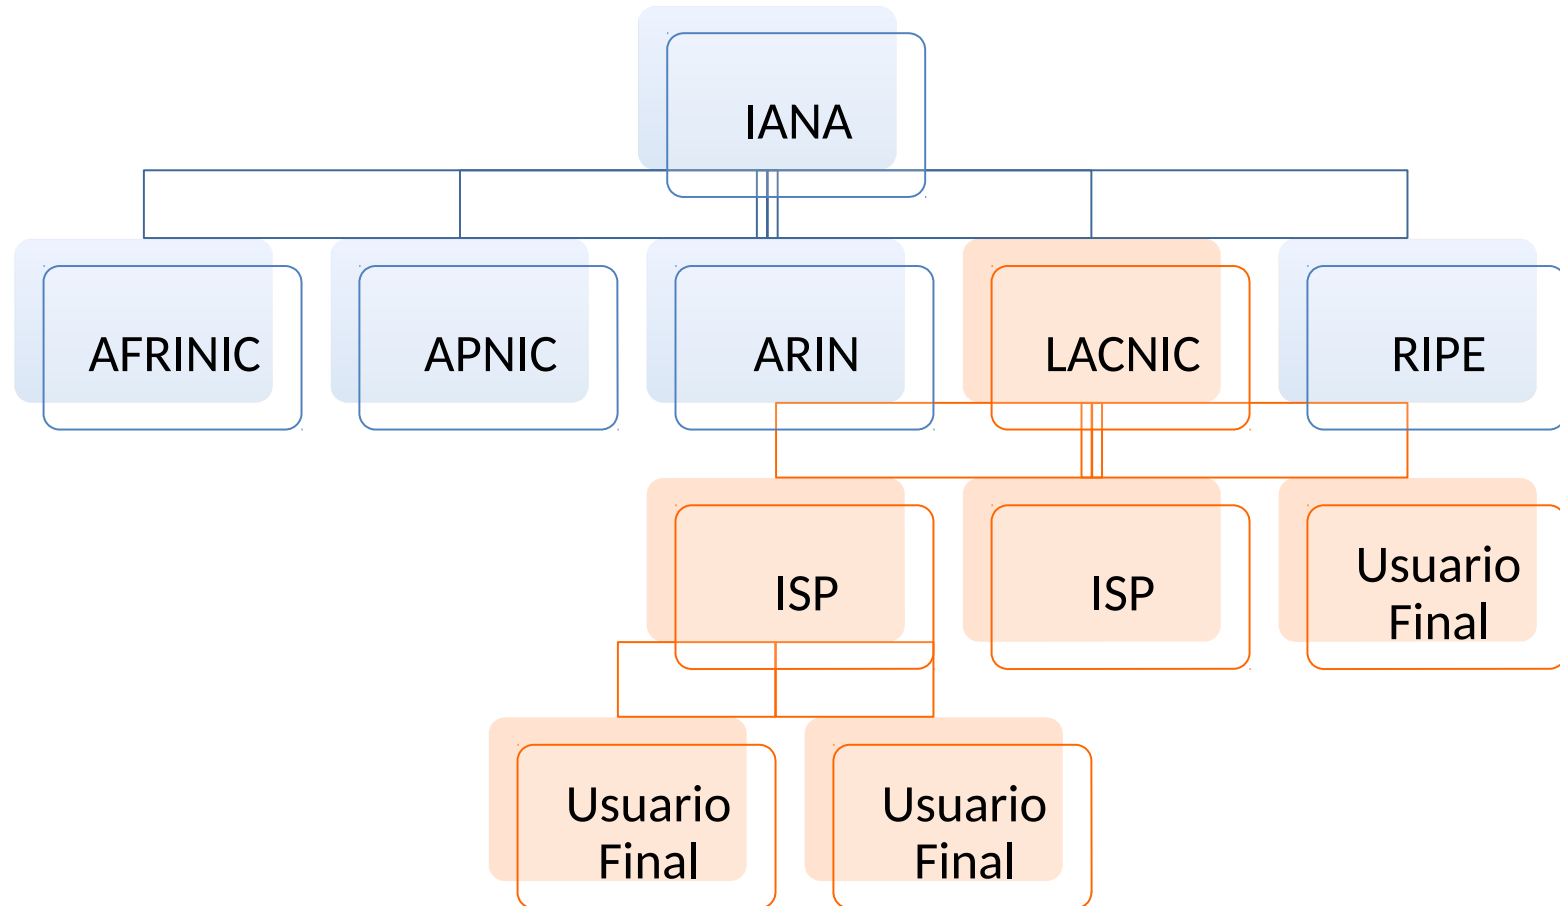 IANA
AFRINIC
APNIC
ARIN
LACNIC
RIPE
ISP
ISP
Usuario
Final
Usuario
Final
Usuario
Final